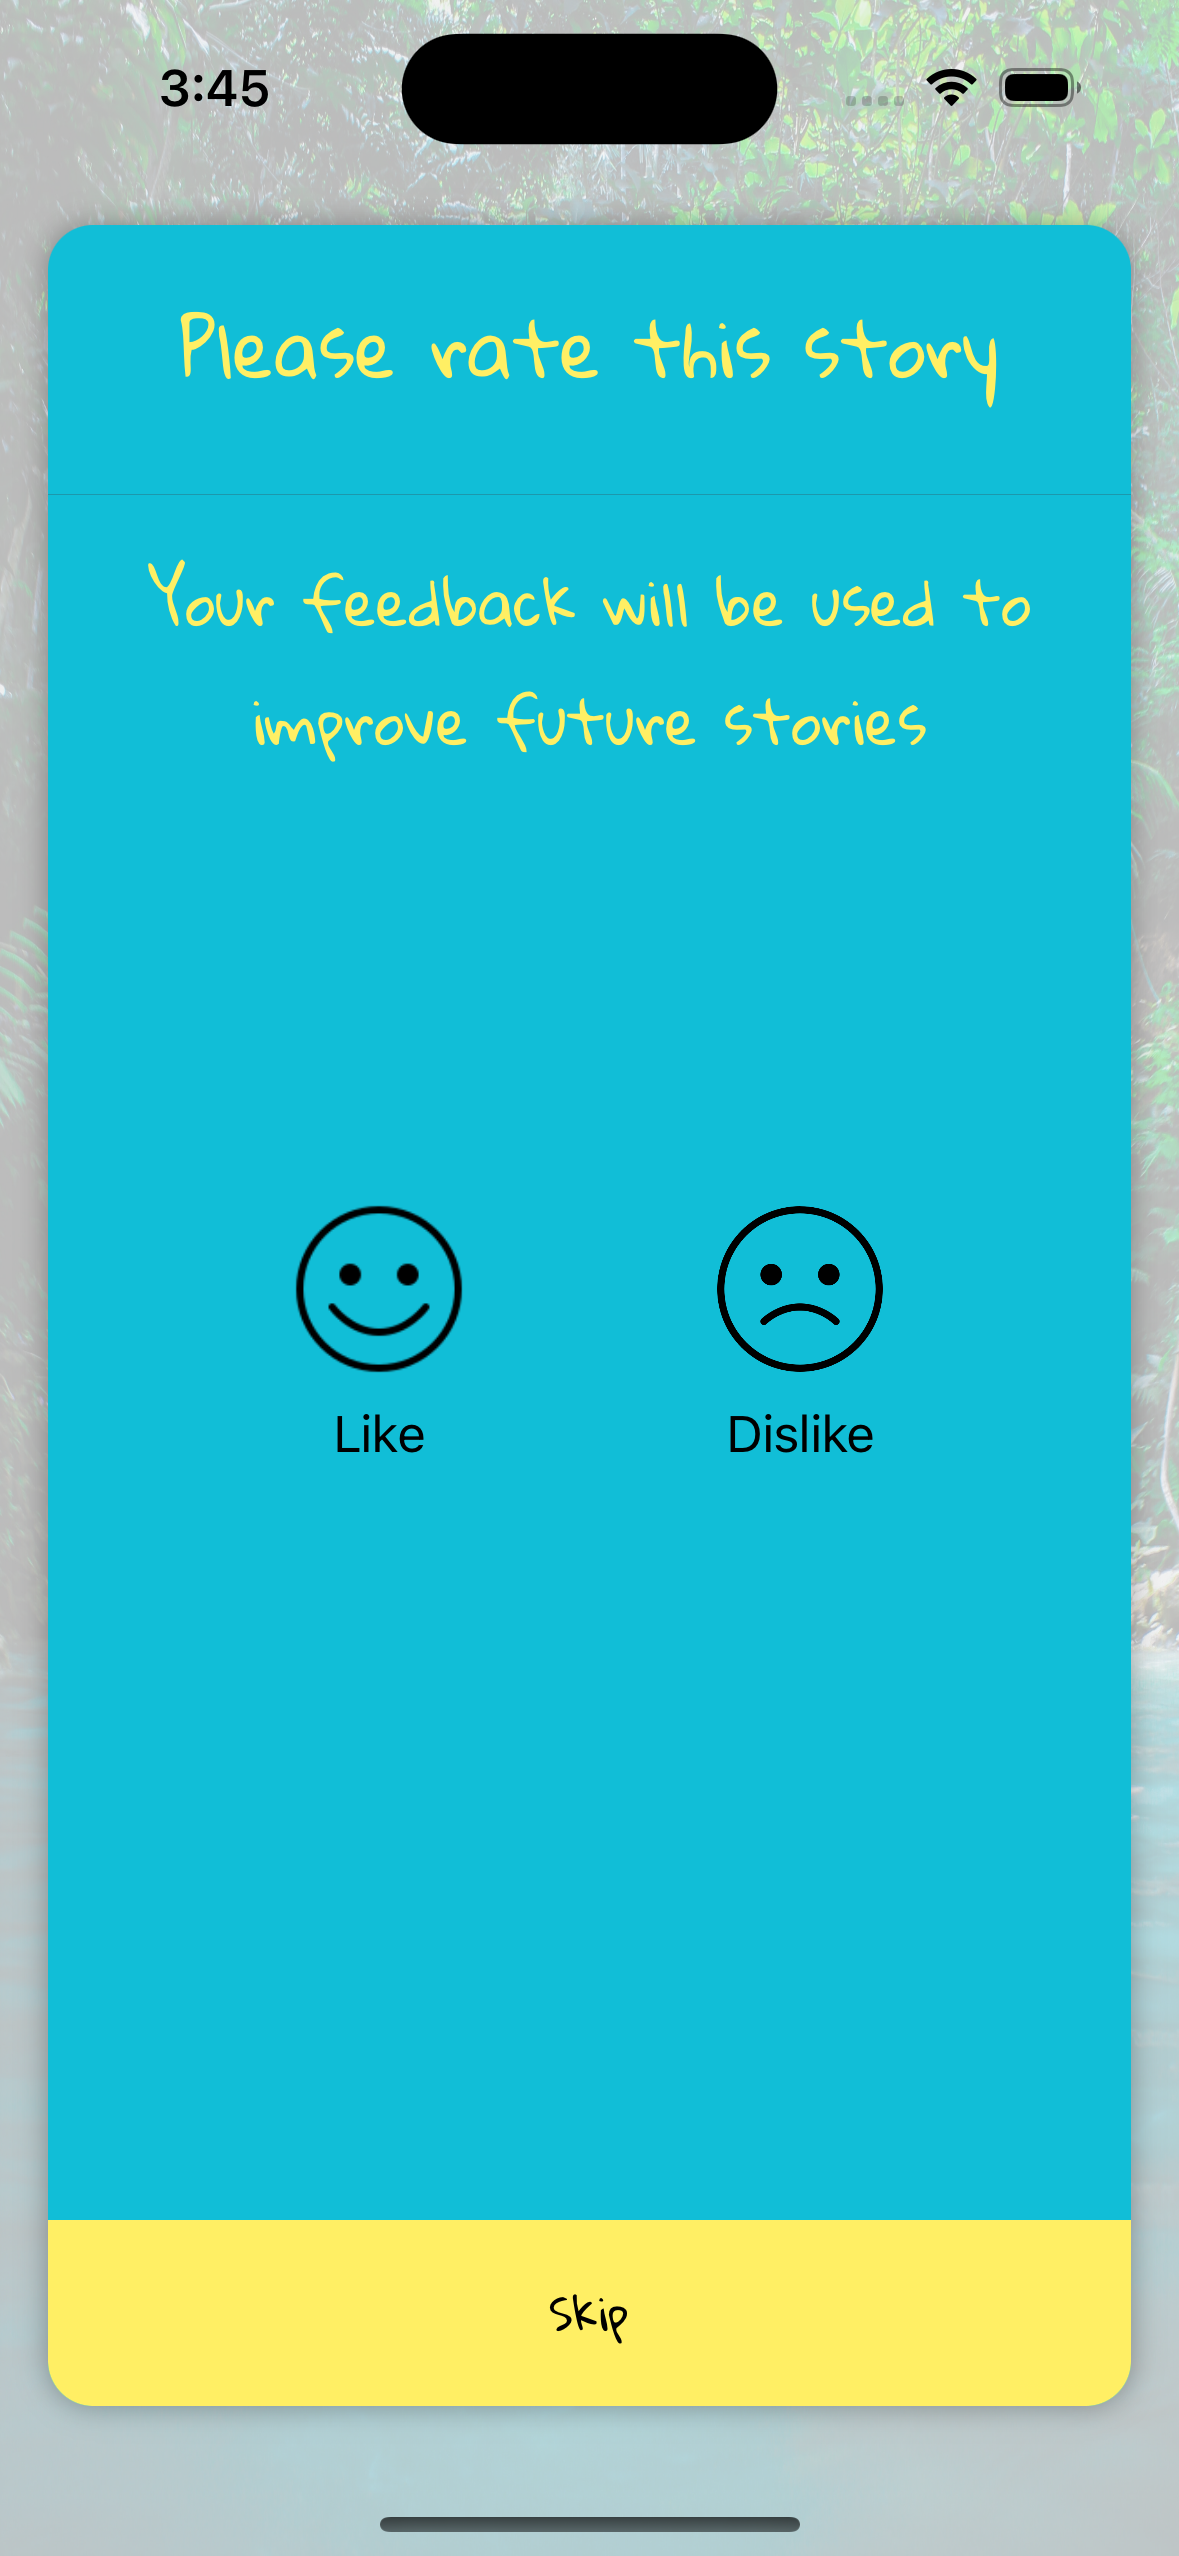 3:45
Please rate this story
Your feedback will be used to
improve future stories
Like
Dislike
Skip